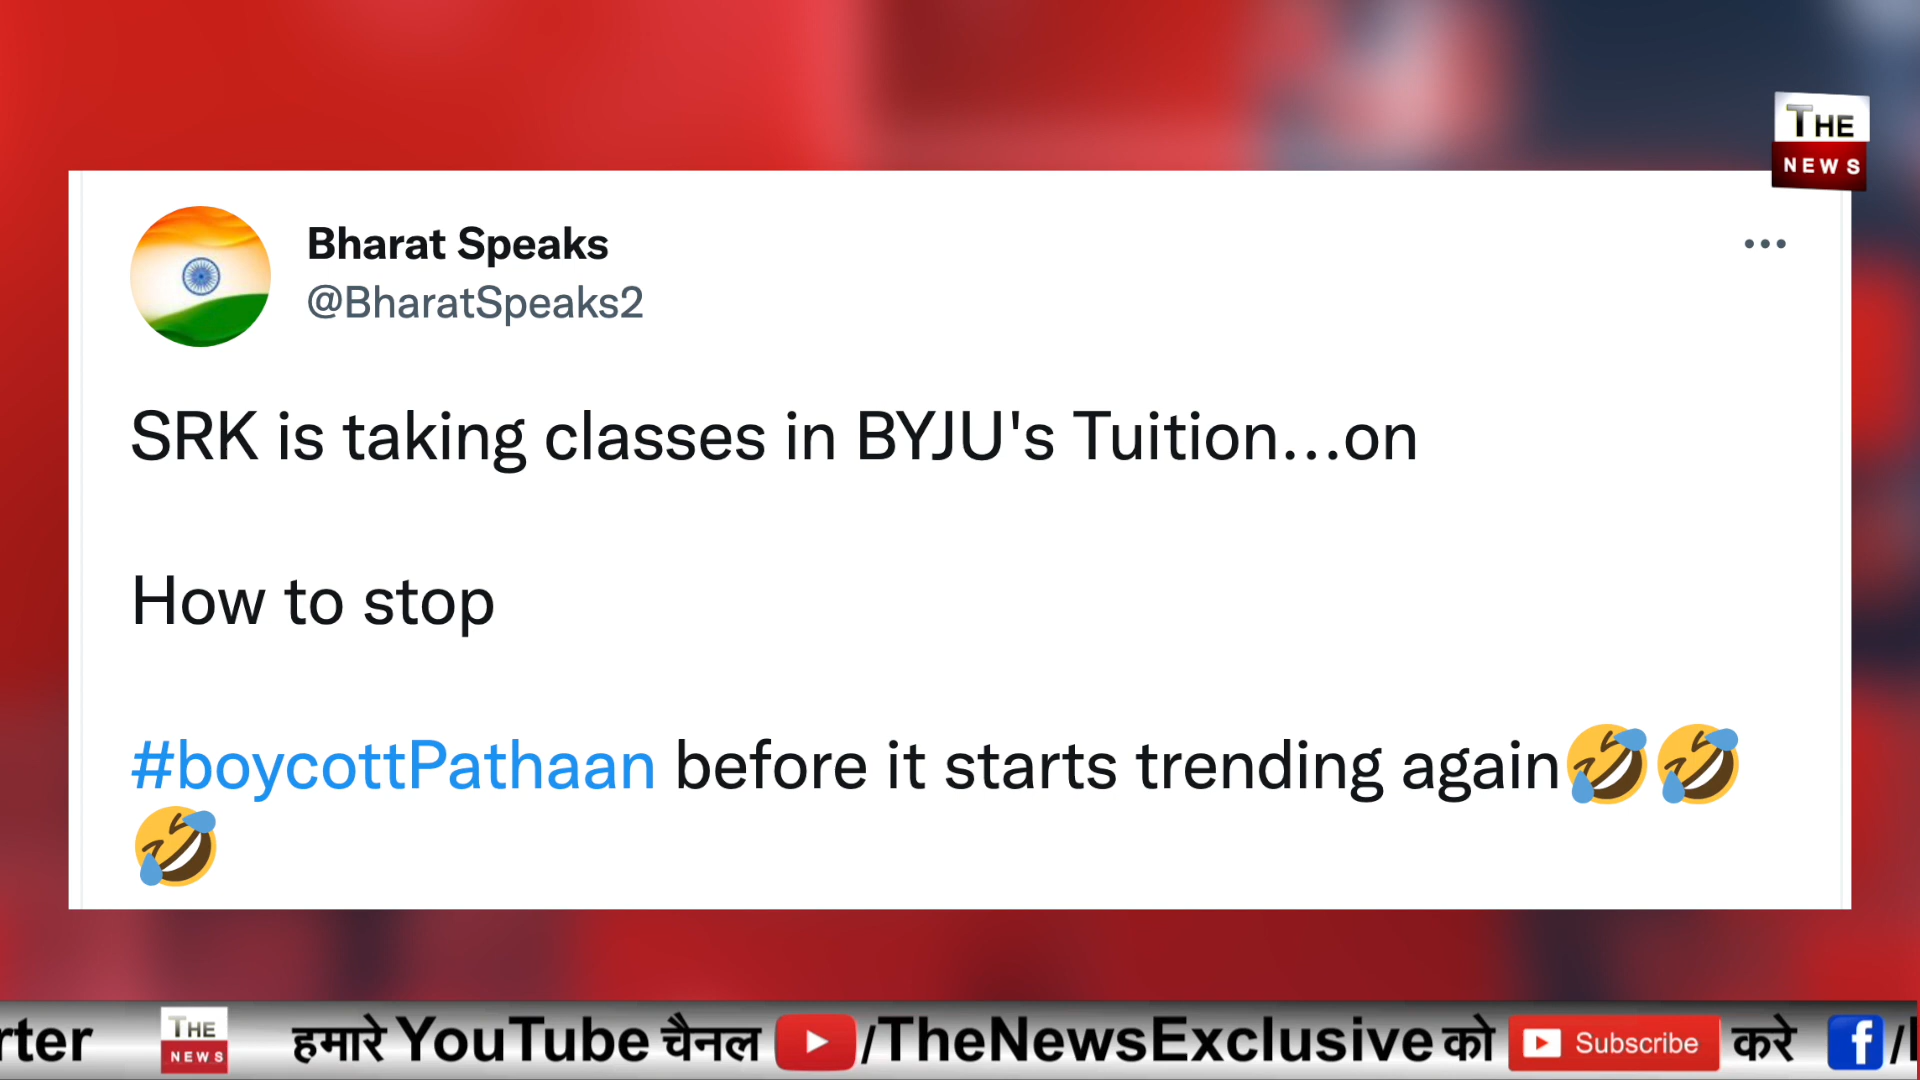 THE
NEWS
Bharat Speaks
@BharatSpeaks2
SRK is taking classes in BYJU's Tuition...on
How to stop
#boycottPathaan before it starts trending again🤣🤣
🤣
rter THE NEWS हमारे YouTube चैनल /TheNewsExclusive को Subscribe करे f /